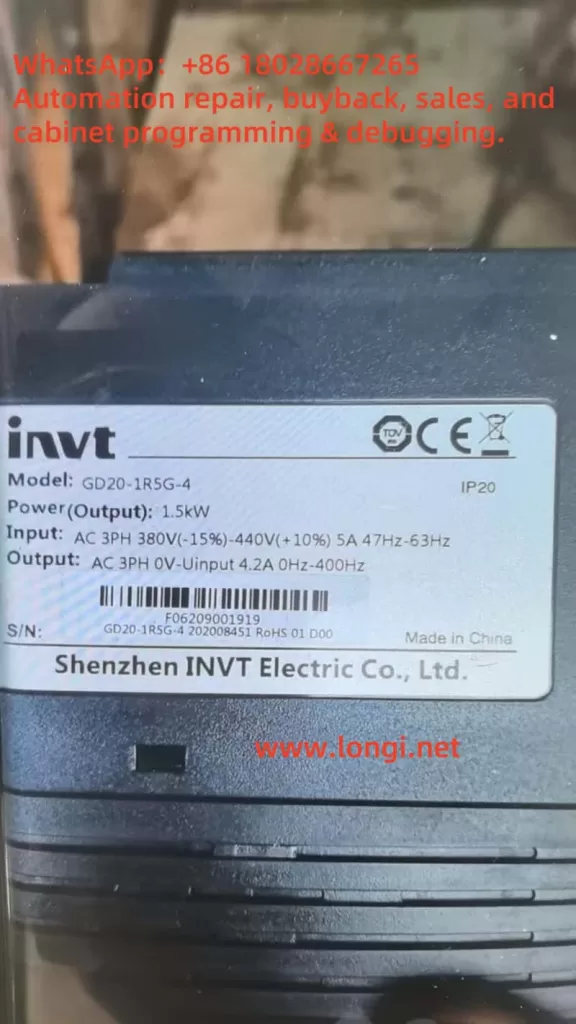 WhatsApp: +86 18028667265
Automation repair, buyback, sales, and
cabinet programming & debugging.
invt
TÜV CE
Model: GD20-1R5G-4 IP20
Power(Output): 1.5kW
Input: AC 3PH 380V(-15%)-440V(+10%) 5A 47Hz-63Hz
Output: AC 3PH 0V-Uinput 4.2A 0Hz-400Hz
F06209001919
S/N: GD20-1R5G-4 202008451 RoHS 01 D00 Made in China
Shenzhen INVT Electric Co., Ltd.
www.longi.net